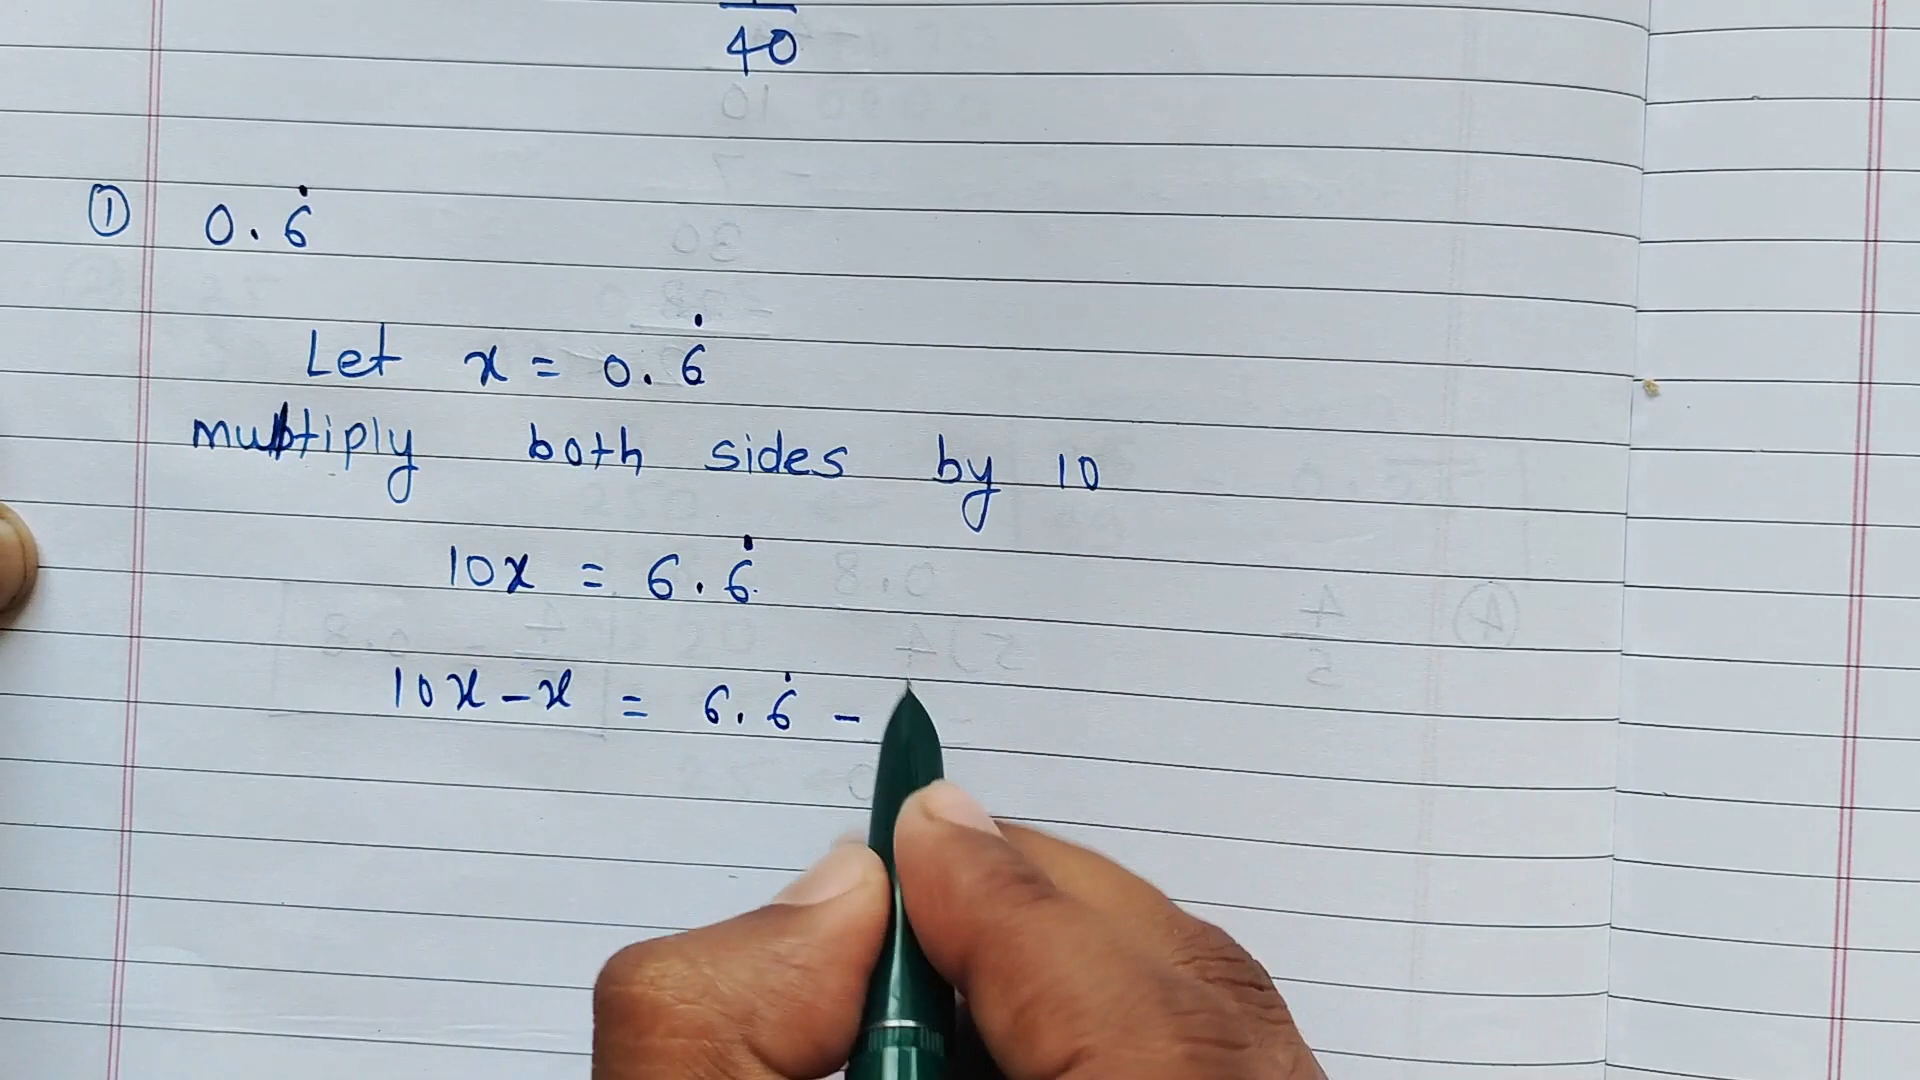 40
① 0.6̇
Let x = 0.6̇
multiply both sides by 10
10x = 6.6̇
10x - x = 6.6̇ -